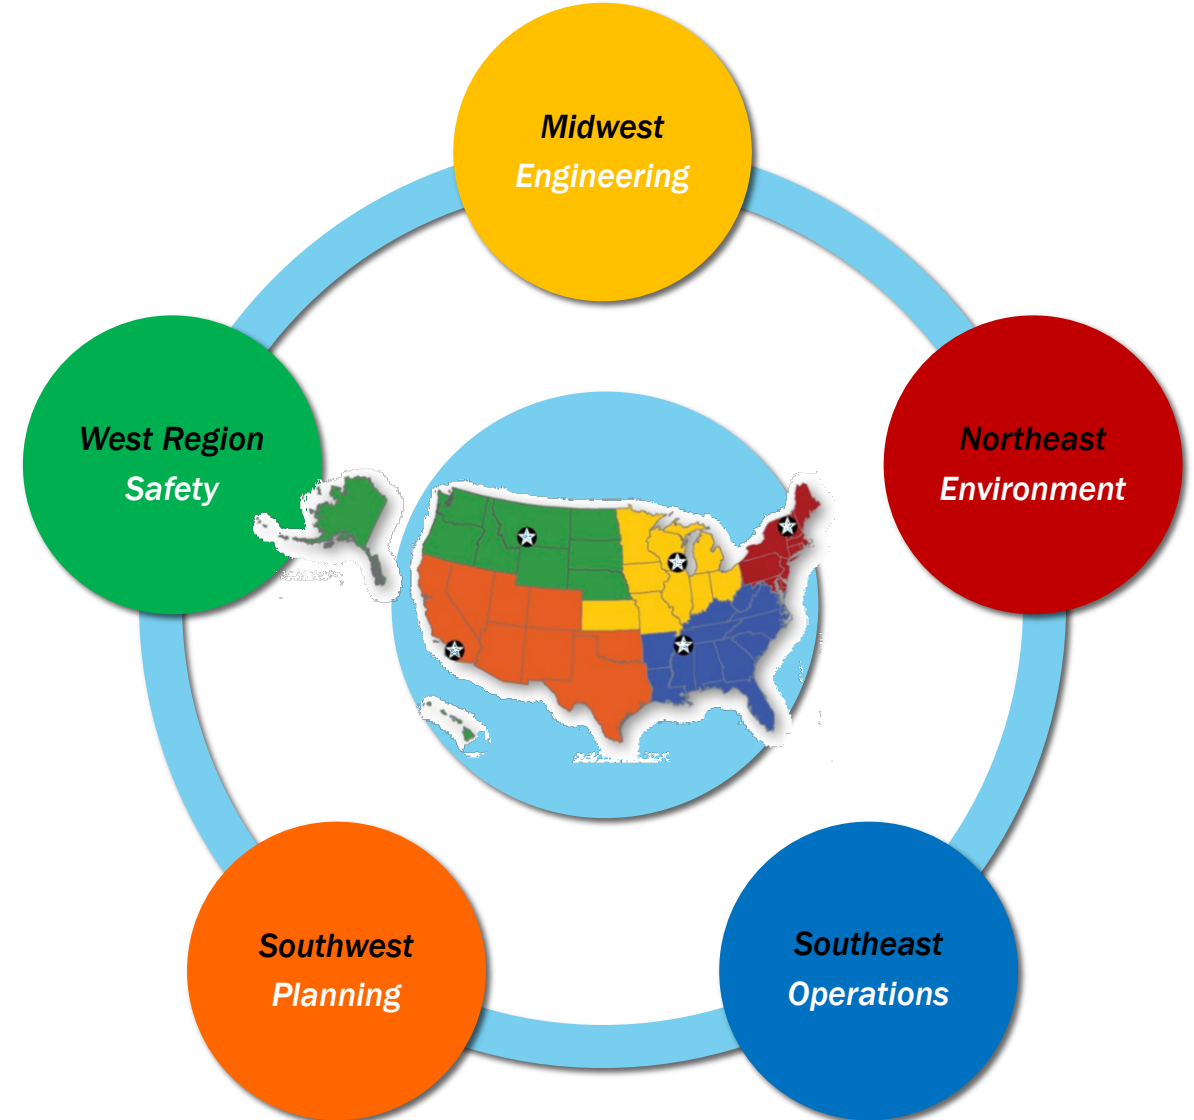 Midwest
Engineering
West Region
Safety
Northeast
Environment
Southwest
Planning
Southeast
Operations